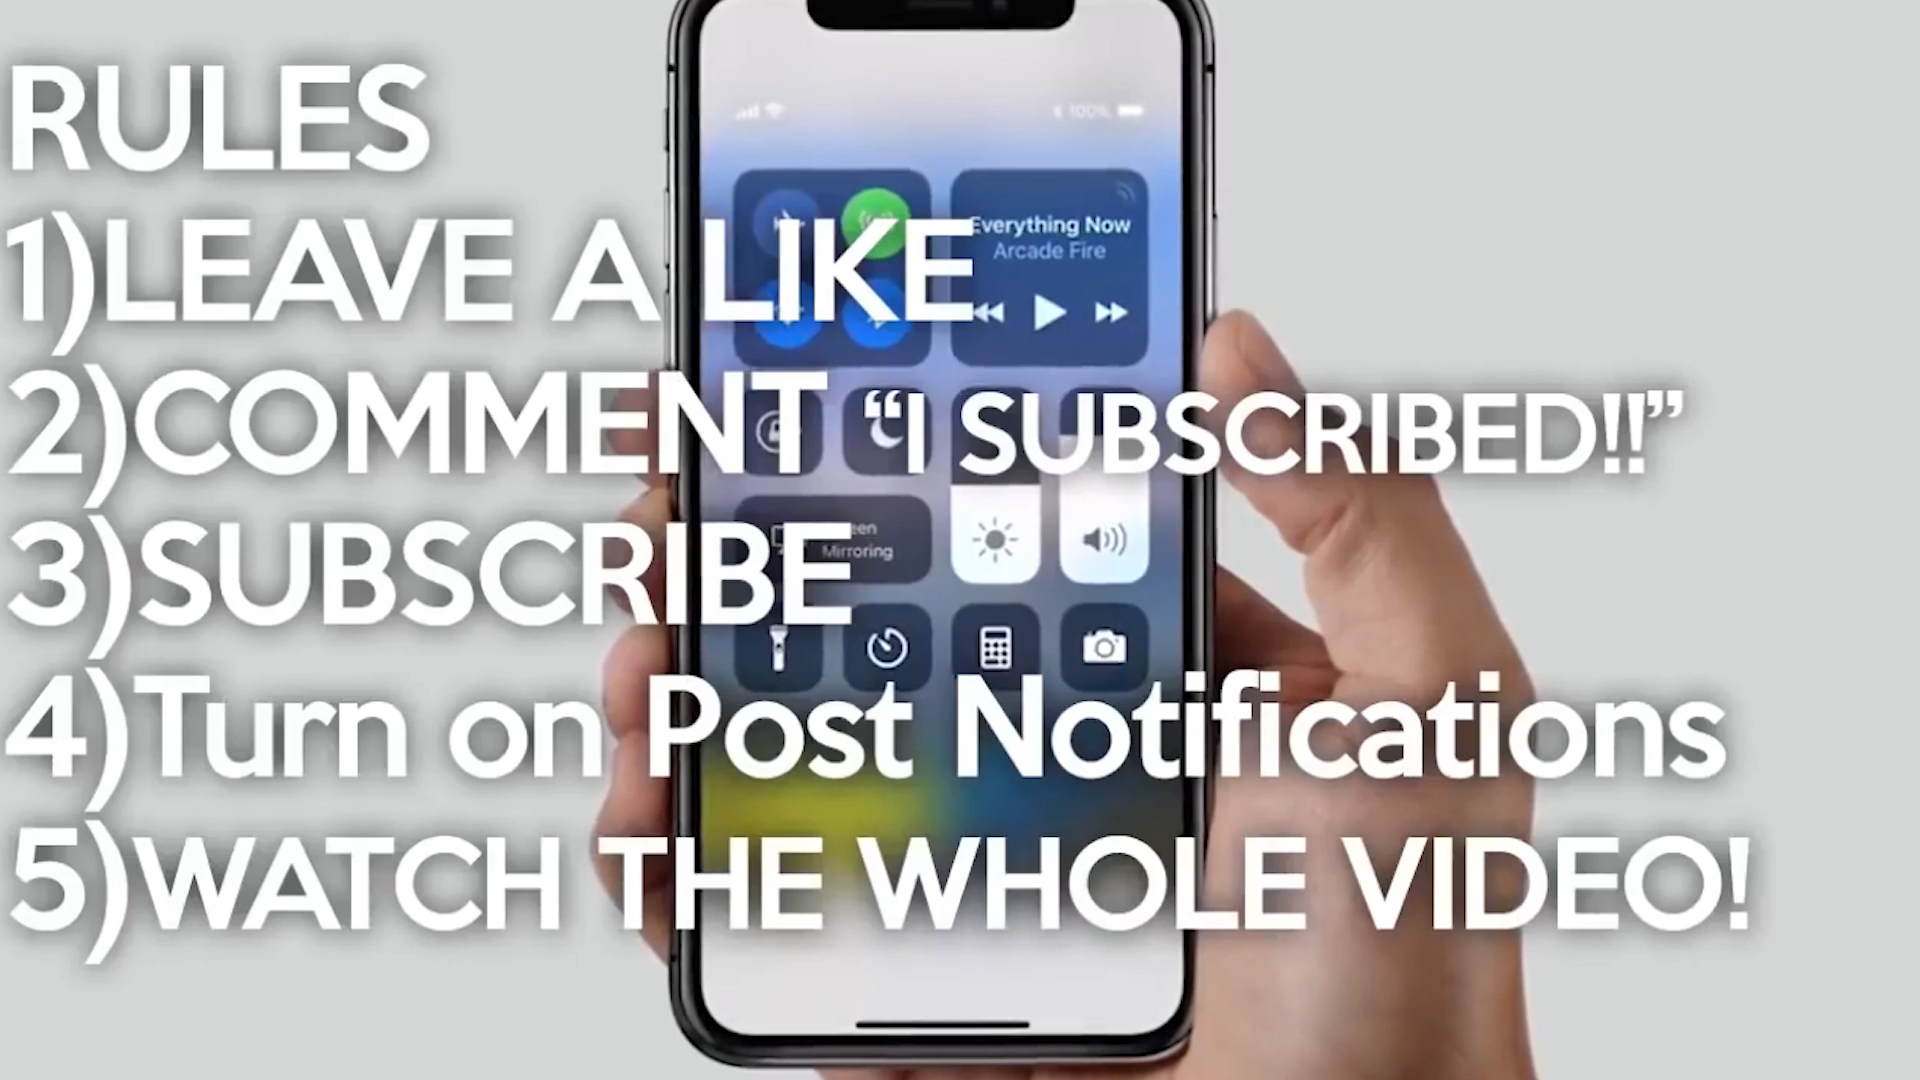 RULES
1)LEAVE A LIKE
2)COMMENT “I SUBSCRIBED!!”
3)SUBSCRIBE
4)Turn on Post Notifications
5)WATCH THE WHOLE VIDEO!
100%
Everything Now
Arcade Fire
Mirroring